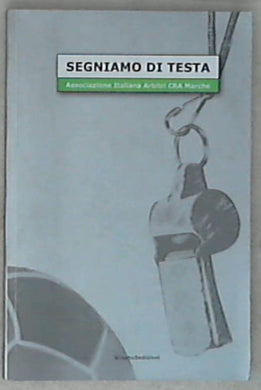 SEGNIAMO DI TESTA
Associazione Italiana Arbitri CRA Marche